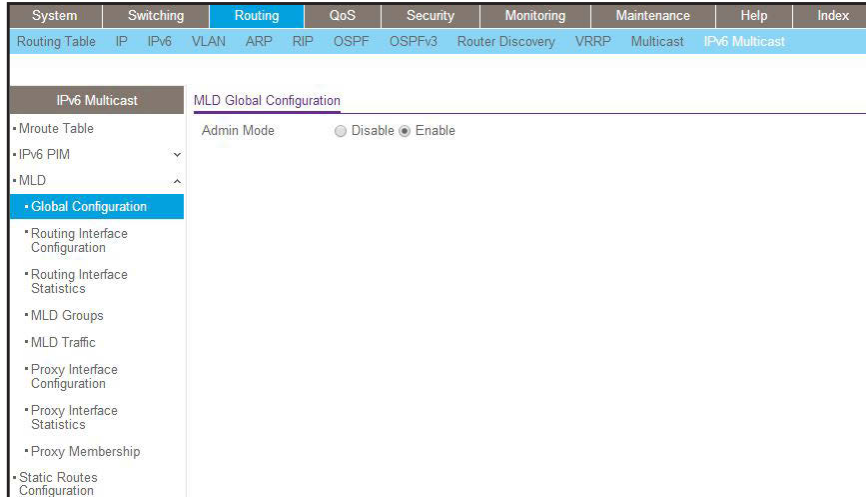 System Switching Routing QoS Security Monitoring Maintenance Help Index
Routing Table IP IPv6 VLAN ARP RIP OSPF OSPFv3 Router Discovery VRRP Multicast IPv6 Multicast
IPv6 Multicast
Mroute Table
IPv6 PIM
MLD
Global Configuration
Routing Interface
Configuration
Routing Interface
Statistics
MLD Groups
MLD Traffic
Proxy Interface
Configuration
Proxy Interface
Statistics
Proxy Membership
Static Routes
Configuration
MLD Global Configuration
Admin Mode Disable Enable